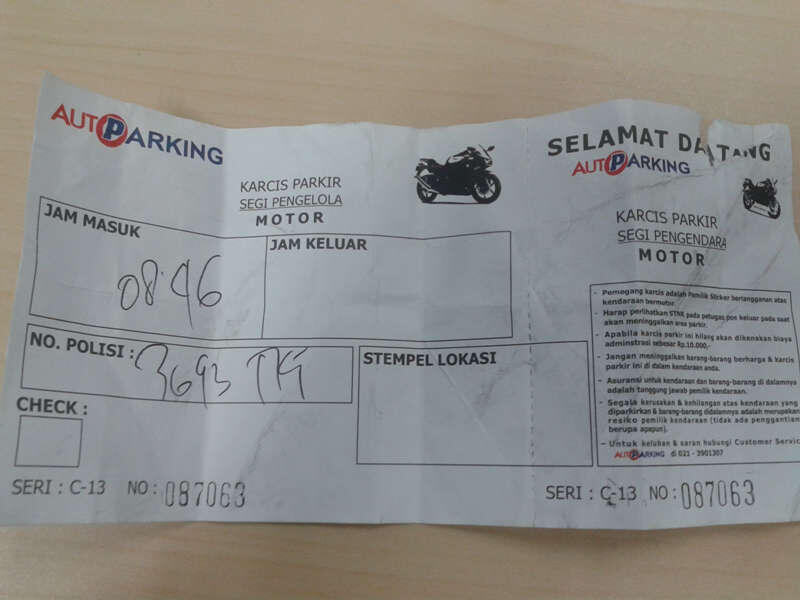 AUTOPARKING
KARCIS PARKIR
SEGI PENGELOLA
MOTOR
JAM MASUK
08:46
JAM KELUAR
NO. POLISI :
3693
STEMPEL LOKASI
CHECK :
SERI : C-13 NO: 087063
SELAMAT DATANG
AUTOPARKING
KARCIS PARKIR
SEGI PENGENDARA
MOTOR
- Pemegang karcis adalah Pemilik Sticker berlangganan atas
kendaraan bermotor.
- Harap perlihatkan STNK pada petugas pos keluar pada saat
akan meninggalkan area parkir.
- Apabila karcis parkir ini hilang akan dikenakan biaya
adminstrasi sebesar Rp.10.000,-
- Jangan meninggalkan barang-barang berharga & karcis
parkir ini di dalam kendaraan anda.
- Asuransi untuk kendaraan dan barang-barang di dalamnya
adalah tanggung jawab pemilik kendaraan.
- Segala kerusakan & kehilangan atas kendaraan yang
diparkirkan & barang-barang didalamnya adalah merupakan
resiko pemilik kendaraan (tidak ada penggantian
berupa apapun).
- Untuk keluhan & saran hubungi Customer Servic
AUTOPARKING di 021 - 3901307
SERI : C-13 NO: 087063